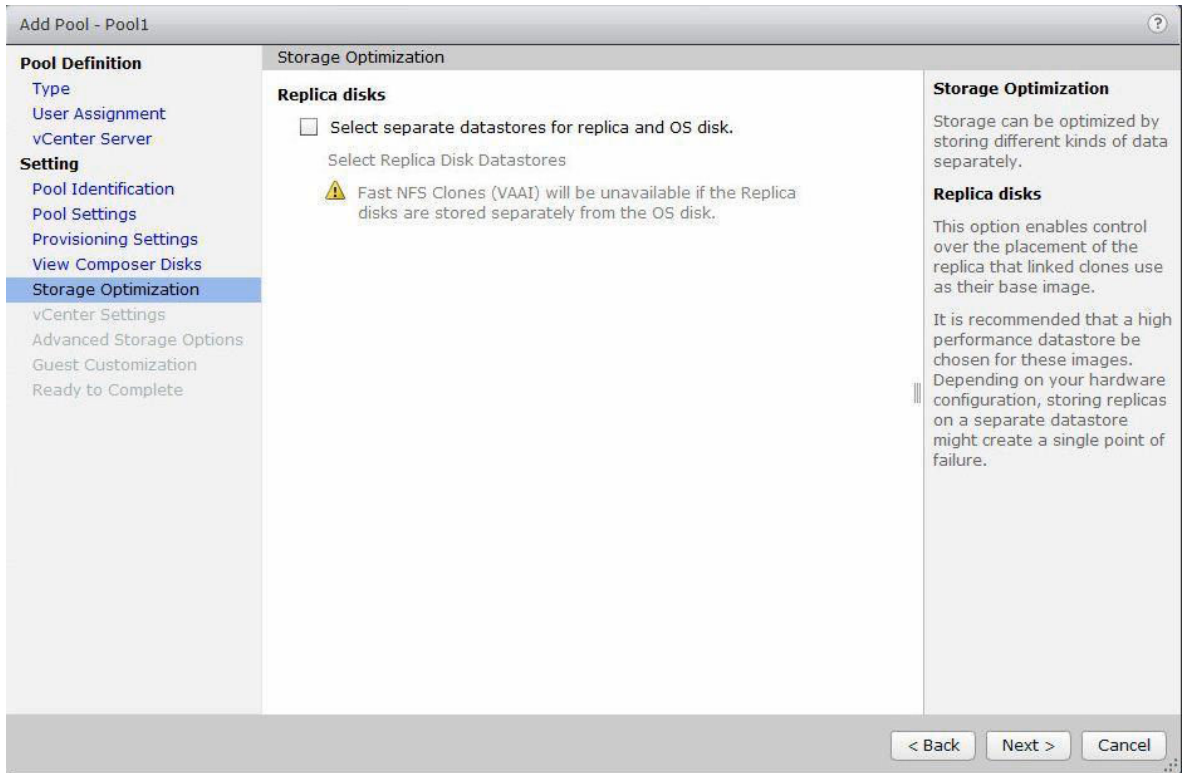 Add Pool - Pool1
?
Pool Definition
Type
User Assignment
vCenter Server
Setting
Pool Identification
Pool Settings
Provisioning Settings
View Composer Disks
Storage Optimization
vCenter Settings
Advanced Storage Options
Guest Customization
Ready to Complete
Storage Optimization
Replica disks
Select separate datastores for replica and OS disk.
Select Replica Disk Datastores
Fast NFS Clones (VAAI) will be unavailable if the Replica
disks are stored separately from the OS disk.
Storage Optimization
Storage can be optimized by
storing different kinds of data
separately.
Replica disks
This option enables control
over the placement of the
replica that linked clones use
as their base image.
It is recommended that a high
performance datastore be
chosen for these images.
Depending on your hardware
configuration, storing replicas
on a separate datastore
might create a single point of
failure.
< Back
Next >
Cancel